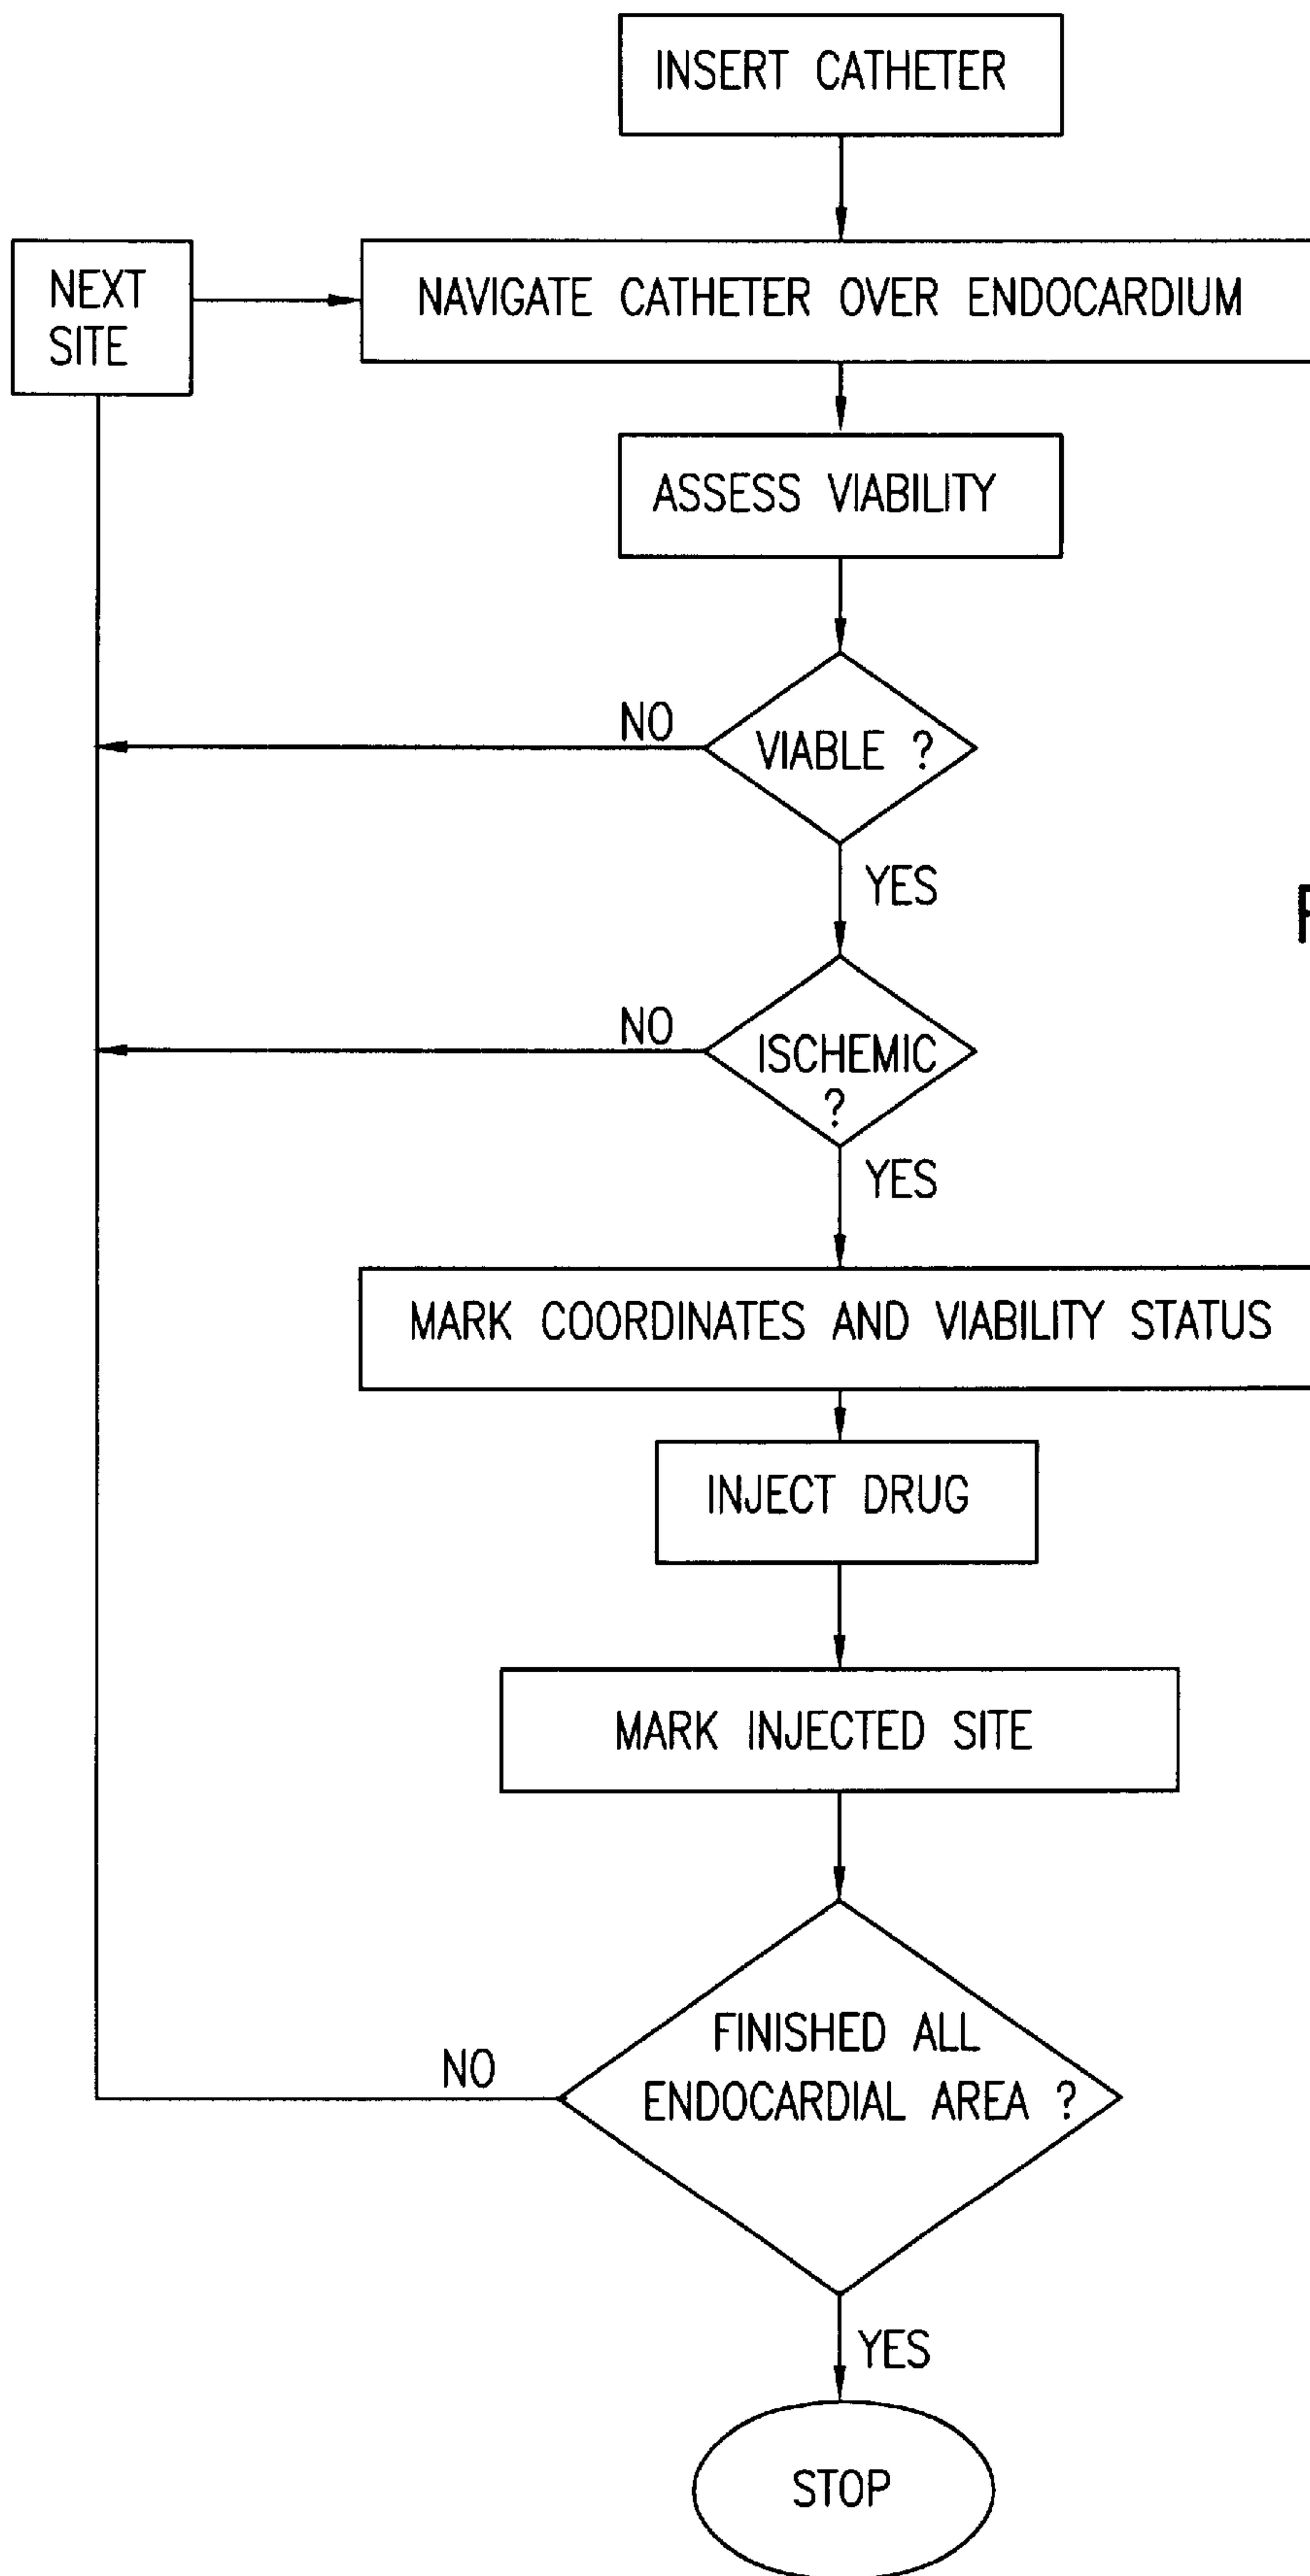 INSERT CATHETER
NEXT
SITE
NAVIGATE CATHETER OVER ENDOCARDIUM
ASSESS VIABILITY
NO
VIABLE ?
YES
NO
ISCHEMIC
?
YES
MARK COORDINATES AND VIABILITY STATUS
INJECT DRUG
MARK INJECTED SITE
FINISHED ALL
NO
ENDOCARDIAL AREA ?
YES
STOP